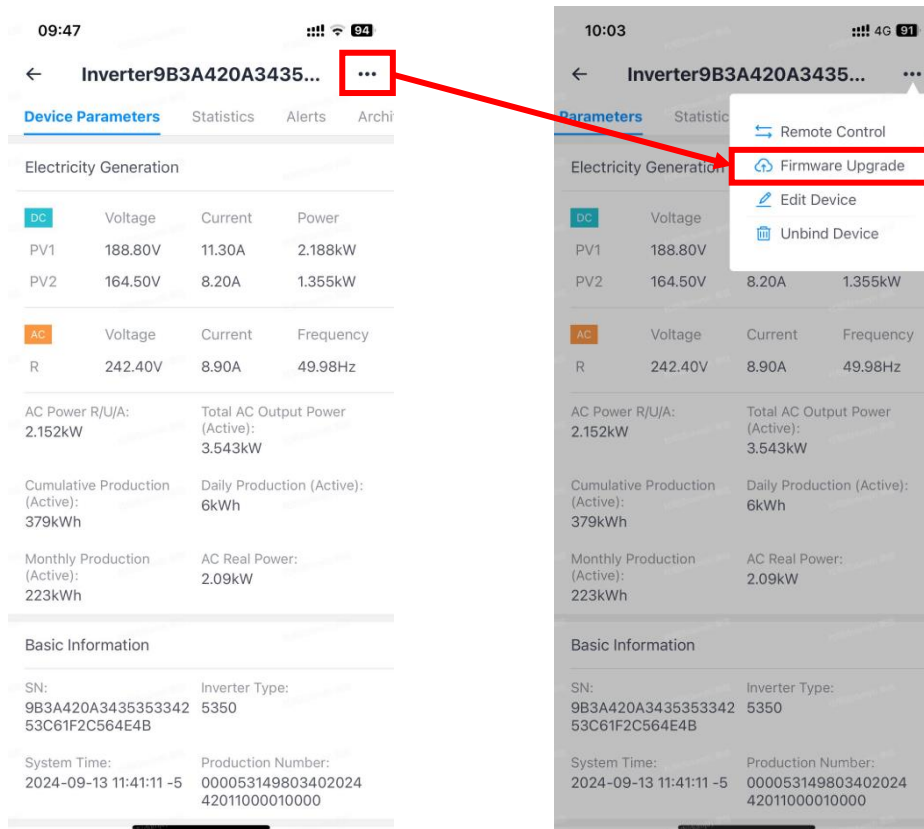 09:47
94
Inverter9B3A420A3435...
Device Parameters Statistics Alerts Archi
Electricity Generation
DC Voltage Current Power
PV1 188.80V 11.30A 2.188kW
PV2 164.50V 8.20A 1.355kW
AC Voltage Current Frequency
R 242.40V 8.90A 49.98Hz
AC Power R/U/A: Total AC Output Power
(Active):
2.152kW
3.543kW
Cumulative Production Daily Production (Active):
(Active):
6kWh
379kWh
Monthly Production AC Real Power:
(Active):
2.09kW
223kWh
Basic Information
SN: Inverter Type:
9B3A420A3435353342 5350
53C61F2C564E4B
System Time: Production Number:
2024-09-13 11:41:11 -5 000053149803402024
42011000010000
10:03
4G 91
Inverter9B3A420A3435...
Parameters Statistic
Remote Control
Firmware Upgrade
Edit Device
Unbind Device
Electricity Generation
DC Voltage
PV1 188.80V
PV2 164.50V 8.20A 1.355kW
AC Voltage Current Frequency
R 242.40V 8.90A 49.98Hz
AC Power R/U/A: Total AC Output Power
(Active):
2.152kW
3.543kW
Cumulative Production Daily Production (Active):
(Active):
6kWh
379kWh
Monthly Production AC Real Power:
(Active):
2.09kW
223kWh
Basic Information
SN: Inverter Type:
9B3A420A3435353342 5350
53C61F2C564E4B
System Time: Production Number:
2024-09-13 11:41:11 -5 000053149803402024
42011000010000